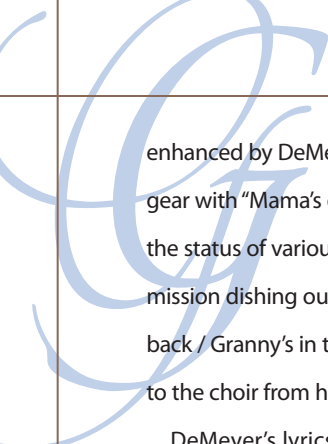 enhanced by DeMe
gear with “Mama’s
the status of variou
mission dishing ou
back / Granny’s in t
to the choir from h
DeMeyer’s lyrics